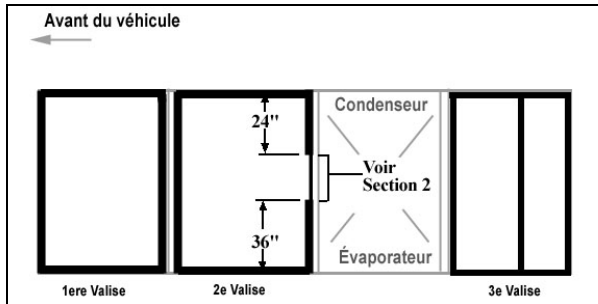 Avant du véhicule
Condenseur
24"
Voir
Section 2
36"
Évaporateur
1ere Valise
2e Valise
3e Valise